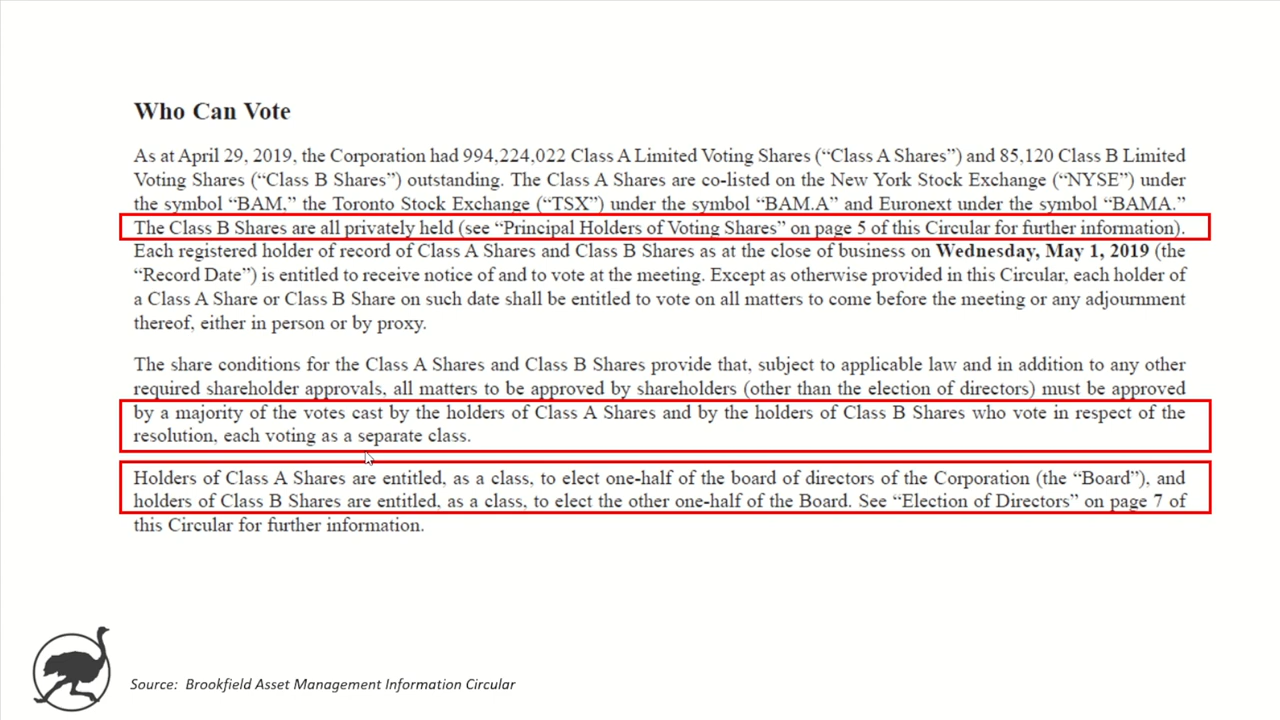 Who Can Vote
As at April 29, 2019, the Corporation had 994,224,022 Class A Limited Voting Shares (“Class A Shares”) and 85,120 Class B Limited
Voting Shares (“Class B Shares”) outstanding. The Class A Shares are co-listed on the New York Stock Exchange (“NYSE”) under
the symbol “BAM,” the Toronto Stock Exchange (“TSX”) under the symbol “BAM.A” and Euronext under the symbol “BAMA.”
The Class B Shares are all privately held (see “Principal Holders of Voting Shares” on page 5 of this Circular for further information).
Each registered holder of record of Class A Shares and Class B Shares as at the close of business on Wednesday, May 1, 2019 (the
“Record Date”) is entitled to receive notice of and to vote at the meeting. Except as otherwise provided in this Circular, each holder of
a Class A Share or Class B Share on such date shall be entitled to vote on all matters to come before the meeting or any adjournment
thereof, either in person or by proxy.
The share conditions for the Class A Shares and Class B Shares provide that, subject to applicable law and in addition to any other
required shareholder approvals, all matters to be approved by shareholders (other than the election of directors) must be approved
by a majority of the votes cast by the holders of Class A Shares and by the holders of Class B Shares who vote in respect of the
resolution, each voting as a separate class.
Holders of Class A Shares are entitled, as a class, to elect one-half of the board of directors of the Corporation (the “Board”), and
holders of Class B Shares are entitled, as a class, to elect the other one-half of the Board. See “Election of Directors” on page 7 of
this Circular for further information.
Source: Brookfield Asset Management Information Circular